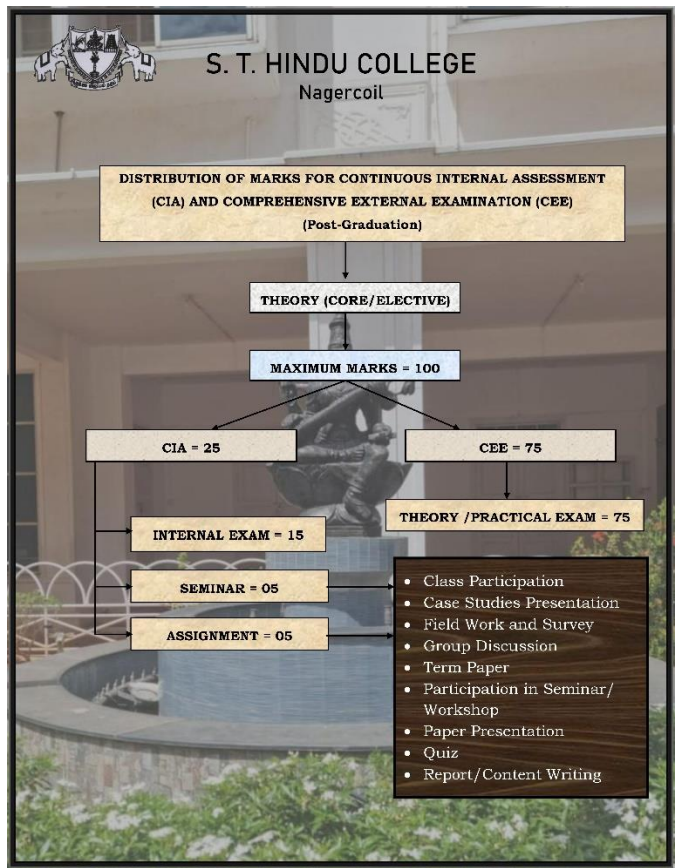 S. T. HINDU COLLEGE
Nagercoil
DISTRIBUTION OF MARKS FOR CONTINUOUS INTERNAL ASSESSMENT
(CIA) AND COMPREHENSIVE EXTERNAL EXAMINATION (CEE)
(Post-Graduation)
THEORY (CORE/ELECTIVE)
MAXIMUM MARKS = 100
CIA = 25
CEE = 75
THEORY /PRACTICAL EXAM = 75
INTERNAL EXAM = 15
SEMINAR = 05
ASSIGNMENT = 05
• Class Participation
• Case Studies Presentation
• Field Work and Survey
• Group Discussion
• Term Paper
• Participation in Seminar/
Workshop
• Paper Presentation
• Quiz
• Report/Content Writing